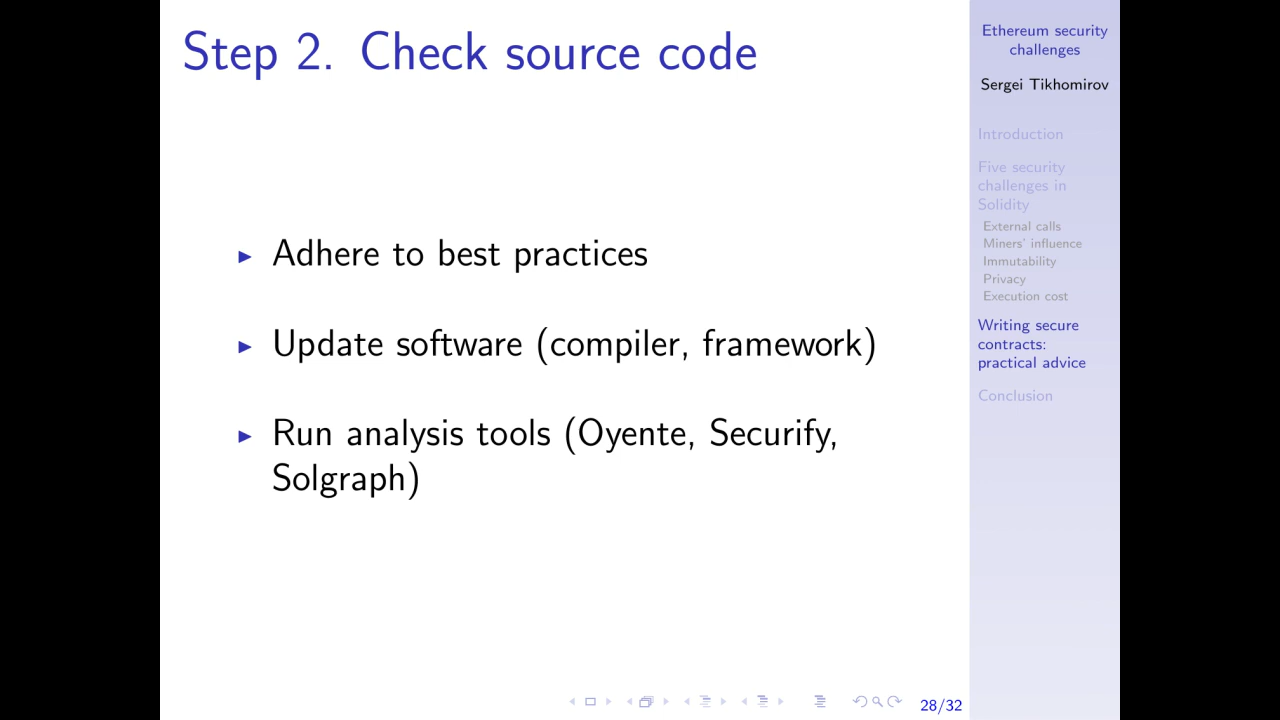 Step 2. Check source code
Adhere to best practices
Update software (compiler, framework)
Run analysis tools (Oyente, Securify,
Solgraph)
Ethereum security
challenges
Sergei Tikhomirov
Introduction
Five security
challenges in
Solidity
External calls
Miners' influence
Immutability
Privacy
Execution cost
Writing secure
contracts:
practical advice
Conclusion
28/32